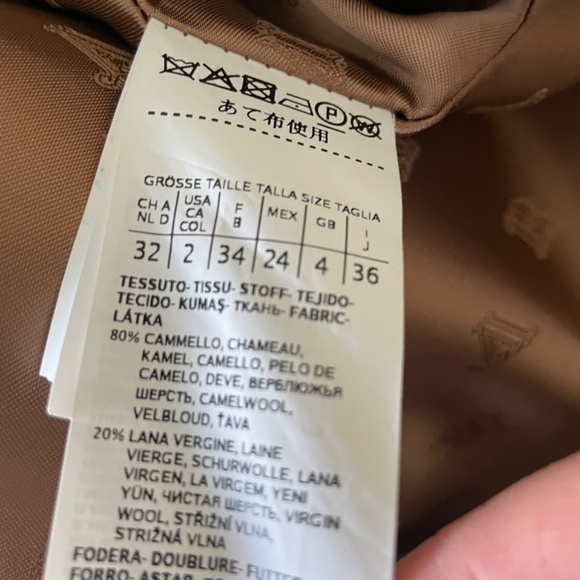 P W
あて布使用
GRÖSSE TAILLE TALLA SIZE TAGLIA
CH A NL D USA CA COL F B MEX GB I J
32 2 34 24 4 36
TESSUTO- TISSU- STOFF- TEJIDO-
TECIDO- KUMAŞ- ТКАНЬ- FABRIC-
LÁTKA
80% CAMMELLO, CHAMEAU,
KAMEL, CAMELLO, PELO DE
CAMELO, DEVE, ВЕРБЛЮЖЬЯ
ШЕРСТЬ, CAMELWOOL,
VELBLOUD, ŤAVA
20% LANA VERGINE, LAINE
VIERGE, SCHURWOLLE, LANA
VIRGEN, LA VIRGEM, YENI
YÜN, ЧИСТАЯ ШЕРСТЬ, VIRGIN
WOOL, STŘIŽNÍ VLNA,
STRIŽNÁ VLNA
FODERA- DOUBLURE- FUTTER-
FORRO- ASTAR-